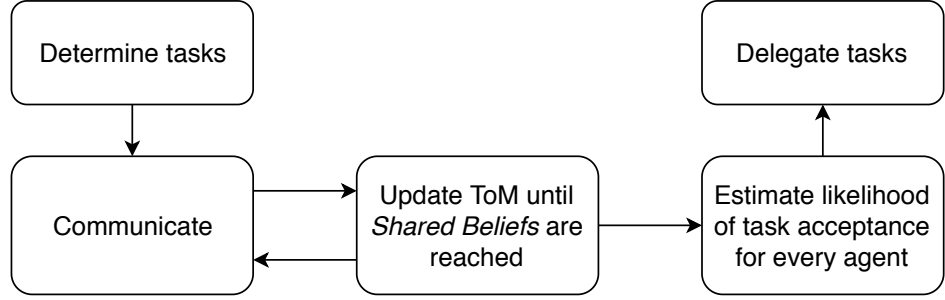 Determine tasks
Delegate tasks
Communicate
Update ToM until
Shared Beliefs are
reached
Estimate likelihood
of task acceptance
for every agent